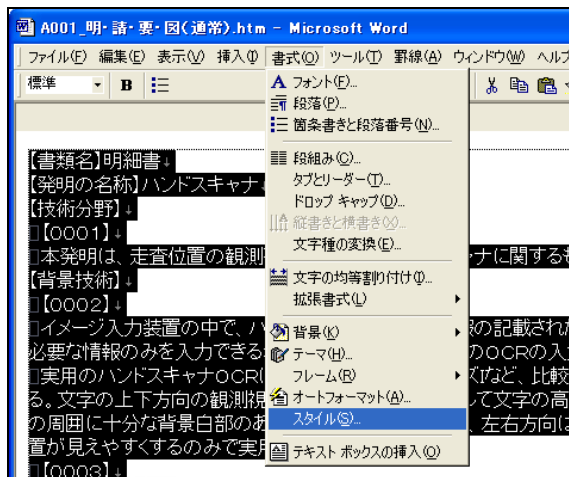 A001_明・請・要・図(通常).htm - Microsoft Word
ファイル(F) 編集(E) 表示(V) 挿入(I) 書式(O) ツール(T) 罫線(A) ウィンドウ(W) ヘルプ
標準 B
フォント(F)...
段落(P)...
箇条書きと段落番号(N)...
段組み(C)...
タブとリーダー(T)...
ドロップ キャップ(D)...
縦書きと横書き(X)...
文字種の変換(E)...
文字の均等割り付け(I)...
拡張書式(L)
背景(K)
テーマ(H)...
フレーム(R)
オートフォーマット(A)...
スタイル(S)...
テキスト ボックスの挿入(O)
【書類名】明細書↓
【発明の名称】ハンドスキャナ↓
【技術分野】↓
【0001】↓
本発明は、走査位置の観測 ャナに関するも
【背景技術】↓
【0002】↓
イメージ入力装置の中で、ハ 報の記載された
必要な情報のみを入力できる のOCRの入
実用のハンドスキャナOCR ズなど、比較
る。文字の上下方向の観測視 て文字の高
の周囲に十分な背景白部のあ 、左右方向は
置が見えやすくするのみで実用
【0003】↓